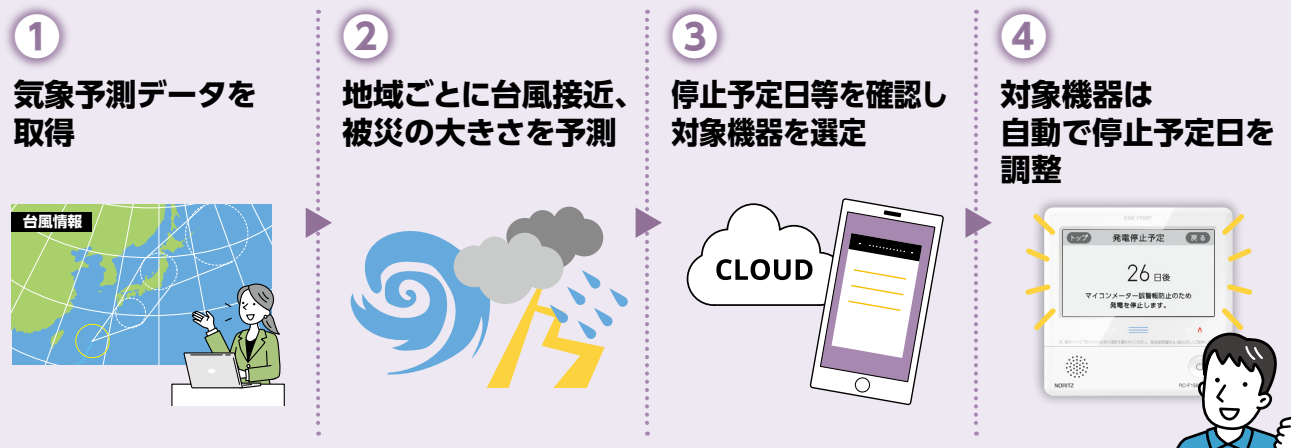 1
気象予測データを
取得
台風情報
2
地域ごとに台風接近、
被災の大きさを予測
3
停止予定日等を確認し
対象機器を選定
CLOUD
4
対象機器は
自動で停止予定日を
調整
ENE-FARM
トップ 発電停止予定 戻る
26日後
マイコンメーター誤警報防止のため
発電を停止します。
NORITZ